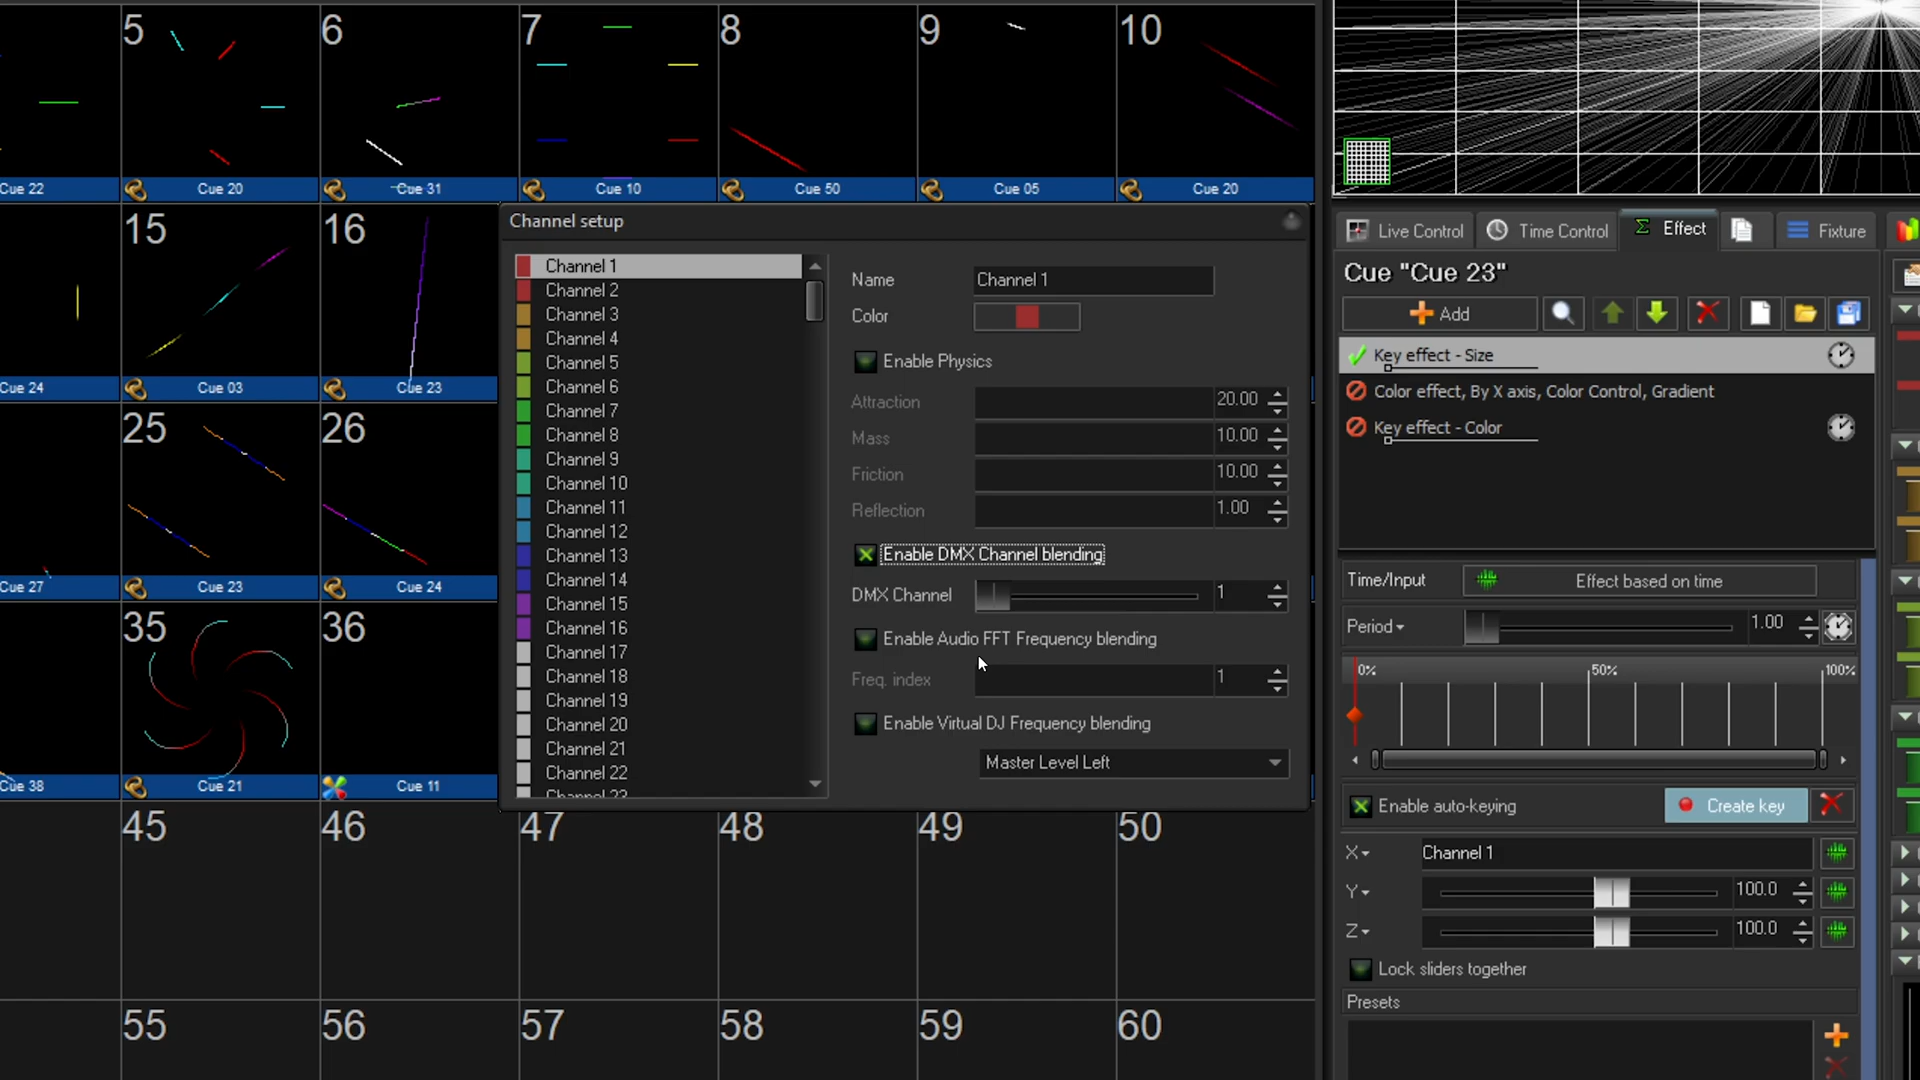 5
6
7
8
9
10
Cue 22
Cue 20
Cue 31
Cue 10
Cue 50
Cue 05
Cue 20
15
16
Cue 24
Cue 03
Cue 23
25
26
Cue 27
Cue 23
Cue 24
35
36
Cue 38
Cue 21
Cue 11
45
46
47
48
49
50
55
56
57
58
59
60
Channel setup
Channel 1
Channel 2
Channel 3
Channel 4
Channel 5
Channel 6
Channel 7
Channel 8
Channel 9
Channel 10
Channel 11
Channel 12
Channel 13
Channel 14
Channel 15
Channel 16
Channel 17
Channel 18
Channel 19
Channel 20
Channel 21
Channel 22
Channel 23
Name Channel 1
Color
Enable Physics
Attraction 20.00
Mass 10.00
Friction 10.00
Reflection 1.00
Enable DMX Channel blending
DMX Channel 1
Enable Audio FFT Frequency blending
Freq. index 1
Enable Virtual DJ Frequency blending
Master Level Left
Live Control Time Control Effect Fixture
Cue "Cue 23"
Add
Key effect - Size
Color effect, By X axis, Color Control, Gradient
Key effect - Color
Time/Input Effect based on time
Period 1.00
0% 50% 100%
Enable auto-keying Create key
X Channel 1
Y 100.0
Z 100.0
Lock sliders together
Presets